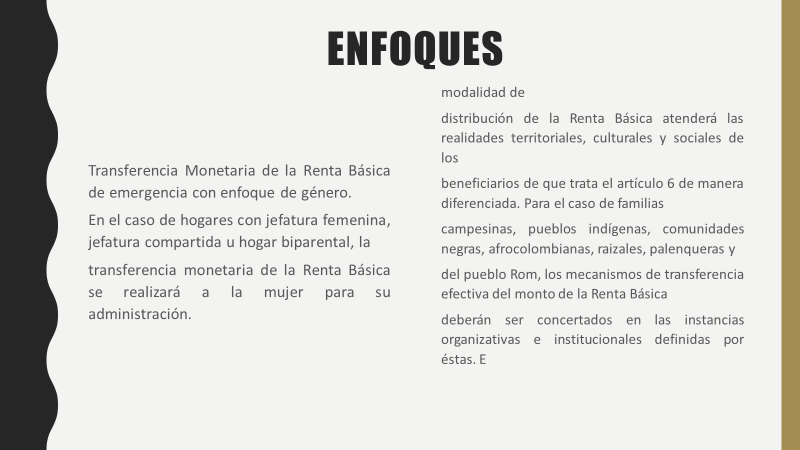 ENFOQUES
Transferencia Monetaria de la Renta Básica
de emergencia con enfoque de género.
En el caso de hogares con jefatura femenina,
jefatura compartida u hogar biparental, la
transferencia monetaria de la Renta Básica
se realizará a la mujer para su
administración.
modalidad de
distribución de la Renta Básica atenderá las
realidades territoriales, culturales y sociales de
los
beneficiarios de que trata el artículo 6 de manera
diferenciada. Para el caso de familias
campesinas, pueblos indígenas, comunidades
negras, afrocolombianas, raizales, palenqueras y
del pueblo Rom, los mecanismos de transferencia
efectiva del monto de la Renta Básica
deberán ser concertados en las instancias
organizativas e institucionales definidas por
éstas. E